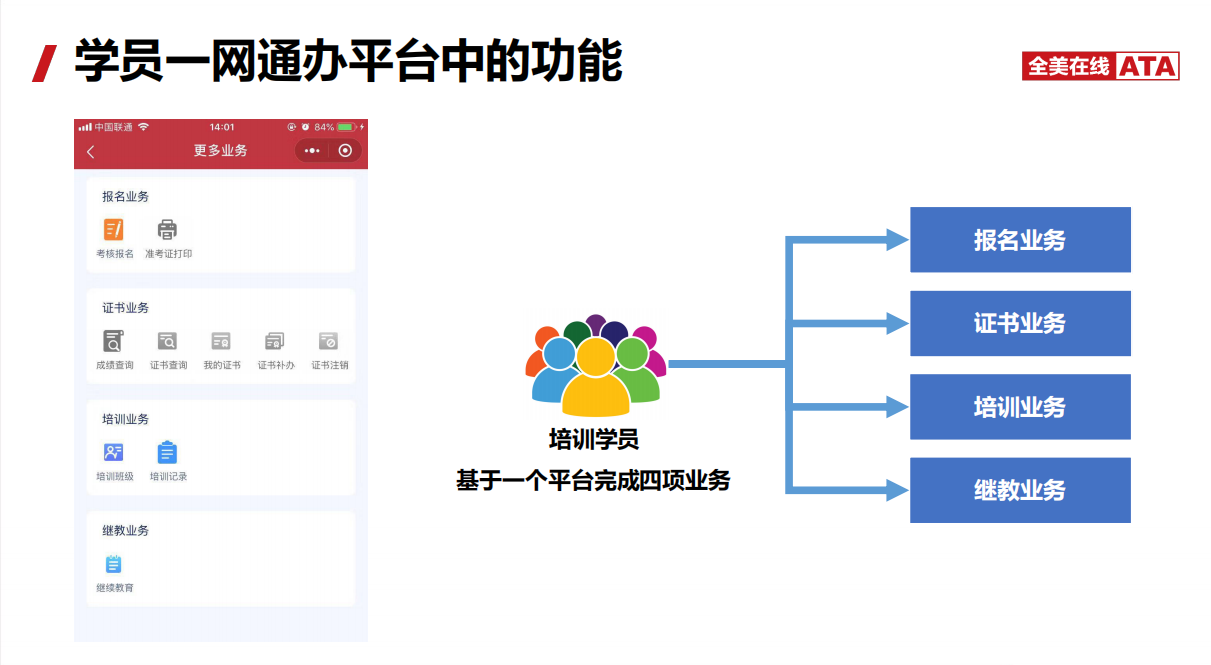 学员一网通办平台中的功能
全美在线 ATA
中国联通 14:01 84%
更多业务
报名业务
考核报名 准考证打印
证书业务
成绩查询 证书查询 我的证书 证书补办 证书注销
培训业务
培训班级 培训记录
继教业务
继续教育
培训学员
基于一个平台完成四项业务
报名业务
证书业务
培训业务
继教业务